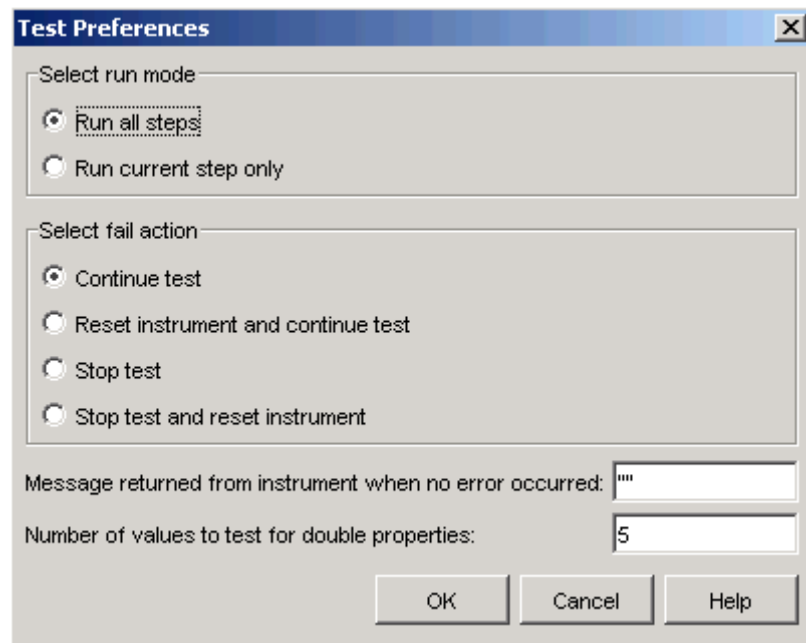 Test Preferences
Select run mode
Run all steps
Run current step only
Select fail action
Continue test
Reset instrument and continue test
Stop test
Stop test and reset instrument
Message returned from instrument when no error occurred: ""
Number of values to test for double properties: 5
OK Cancel Help